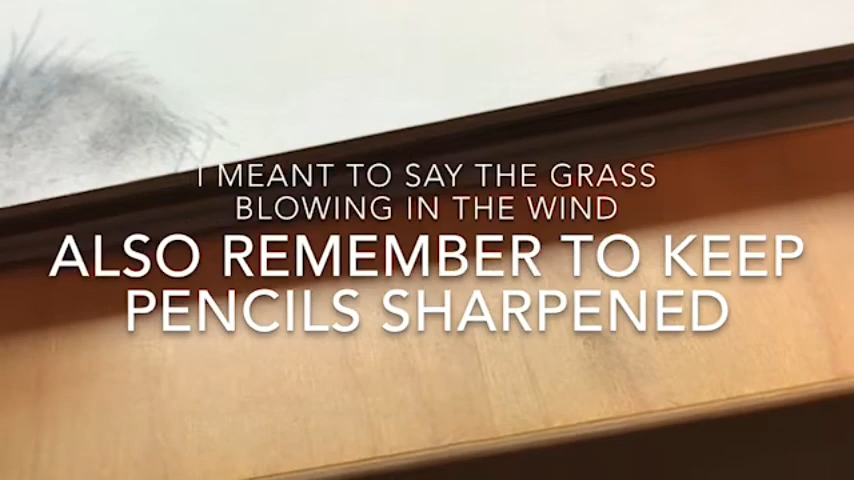 I MEANT TO SAY THE GRASS
BLOWING IN THE WIND
ALSO REMEMBER TO KEEP
PENCILS SHARPENED